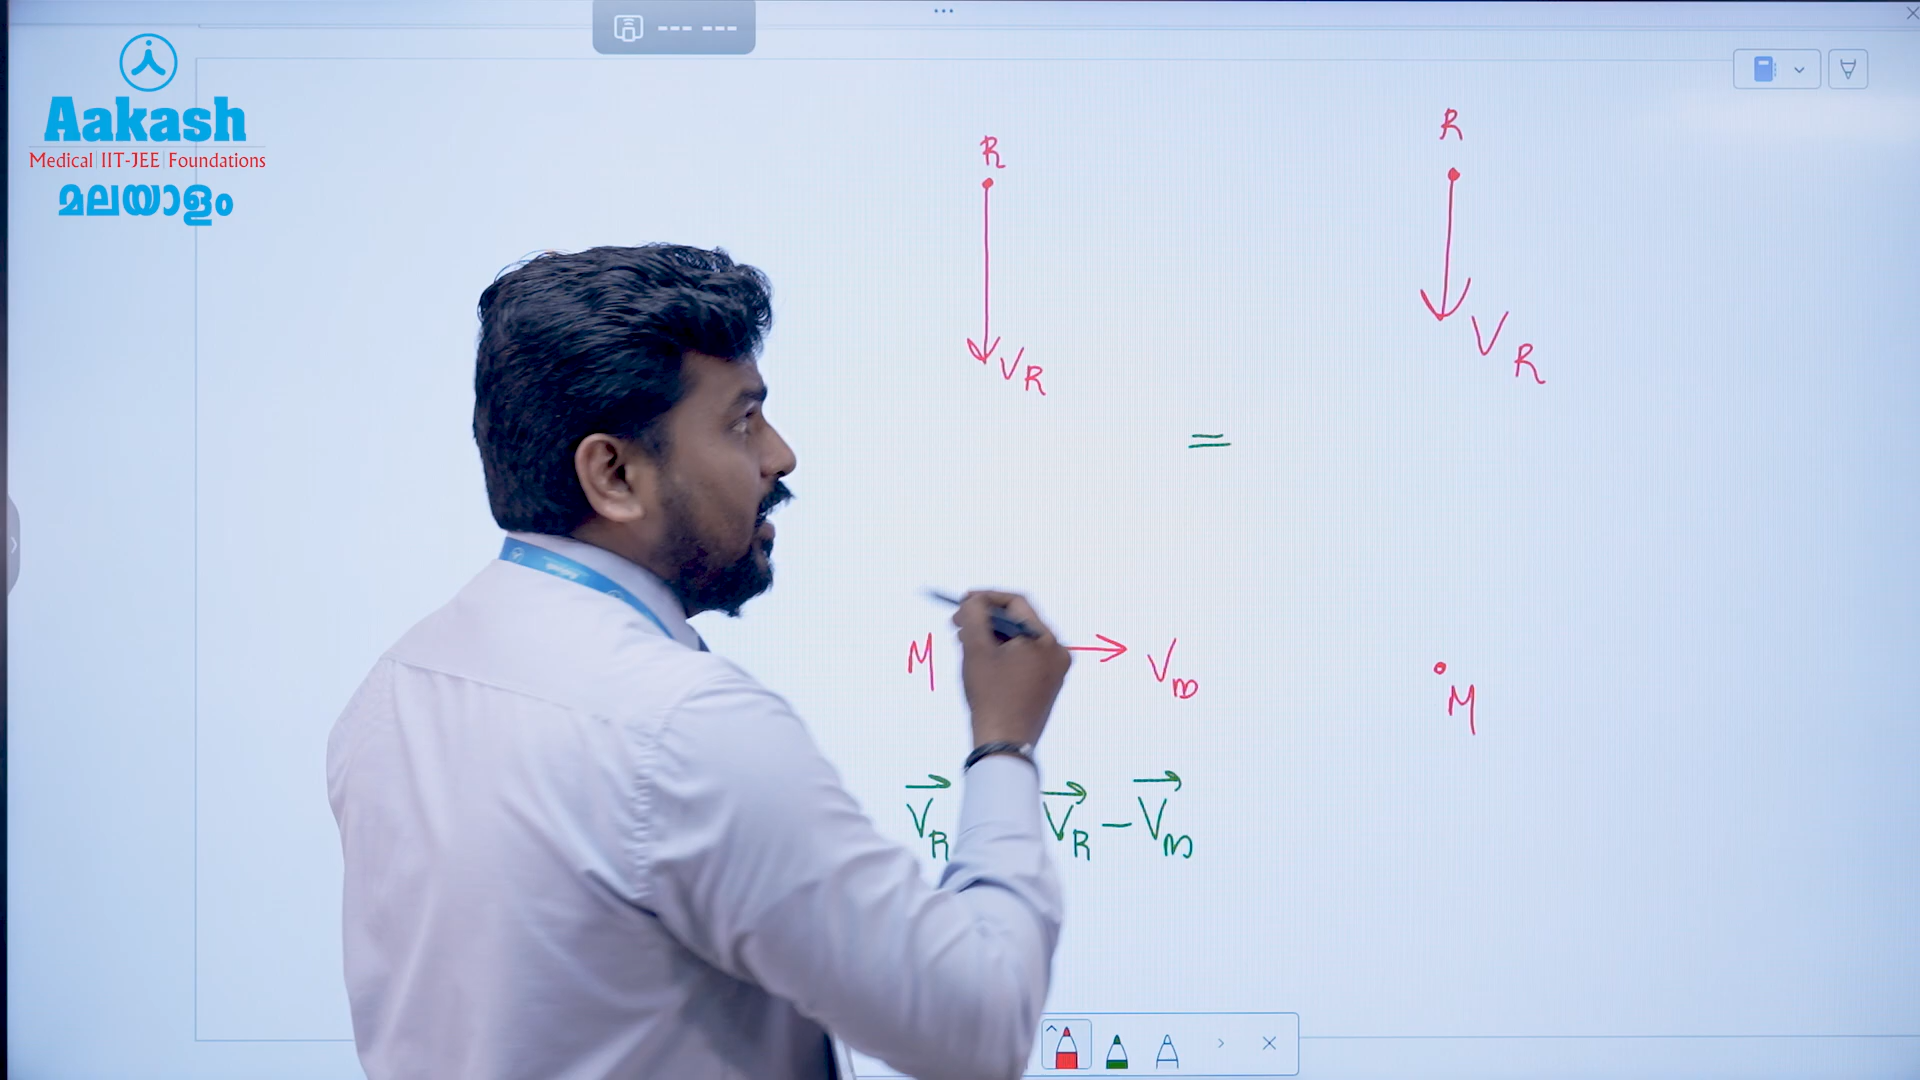 Aakash
Medical | IIT-JEE | Foundations
മലയാളം
R
R
V_R
V_R
=
M
V_m
M
V_R V_R - V_m